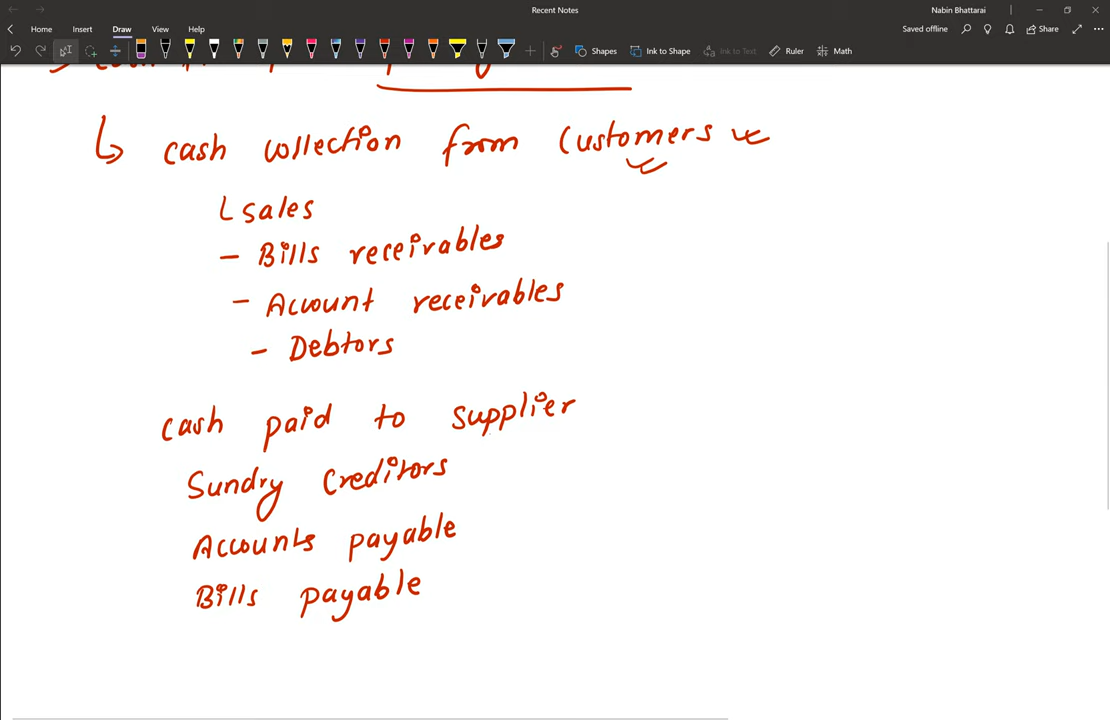 Recent Notes
Nabin Bhattarai
Home Insert Draw View Help
Saved offline
Share
Shapes
Ink to Shape
Ink to Text
Ruler
Math
cash collection from customers
sales
- Bills receivables
- Account receivables
- Debtors
cash paid to supplier
Sundry creditors
Accounts payable
Bills payable